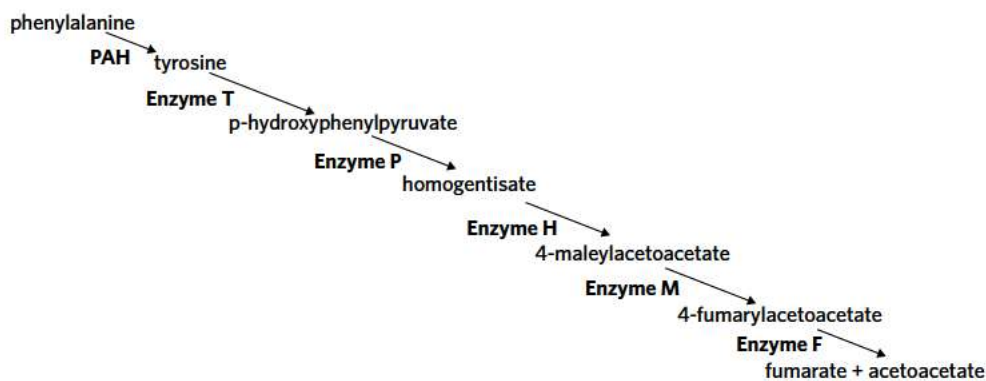 phenylalanine
PAH
tyrosine
Enzyme T
p-hydroxyphenylpyruvate
Enzyme P
homogentisate
Enzyme H
4-maleylacetoacetate
Enzyme M
4-fumarylacetoacetate
Enzyme F
fumarate + acetoacetate